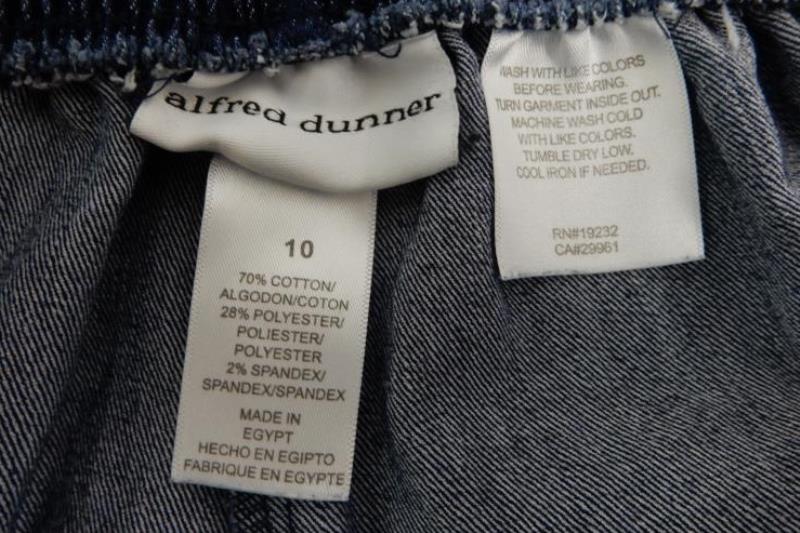 alfred dunner
10
70% COTTON/
ALGODON/COTON
28% POLYESTER/
POLIESTER/
POLYESTER
2% SPANDEX/
SPANDEX/SPANDEX
MADE IN
EGYPT
HECHO EN EGIPTO
FABRIQUE EN EGYPTE
WASH WITH LIKE COLORS
BEFORE WEARING.
TURN GARMENT INSIDE OUT.
MACHINE WASH COLD
WITH LIKE COLORS.
TUMBLE DRY LOW.
COOL IRON IF NEEDED.
RN#19232
CA#29961